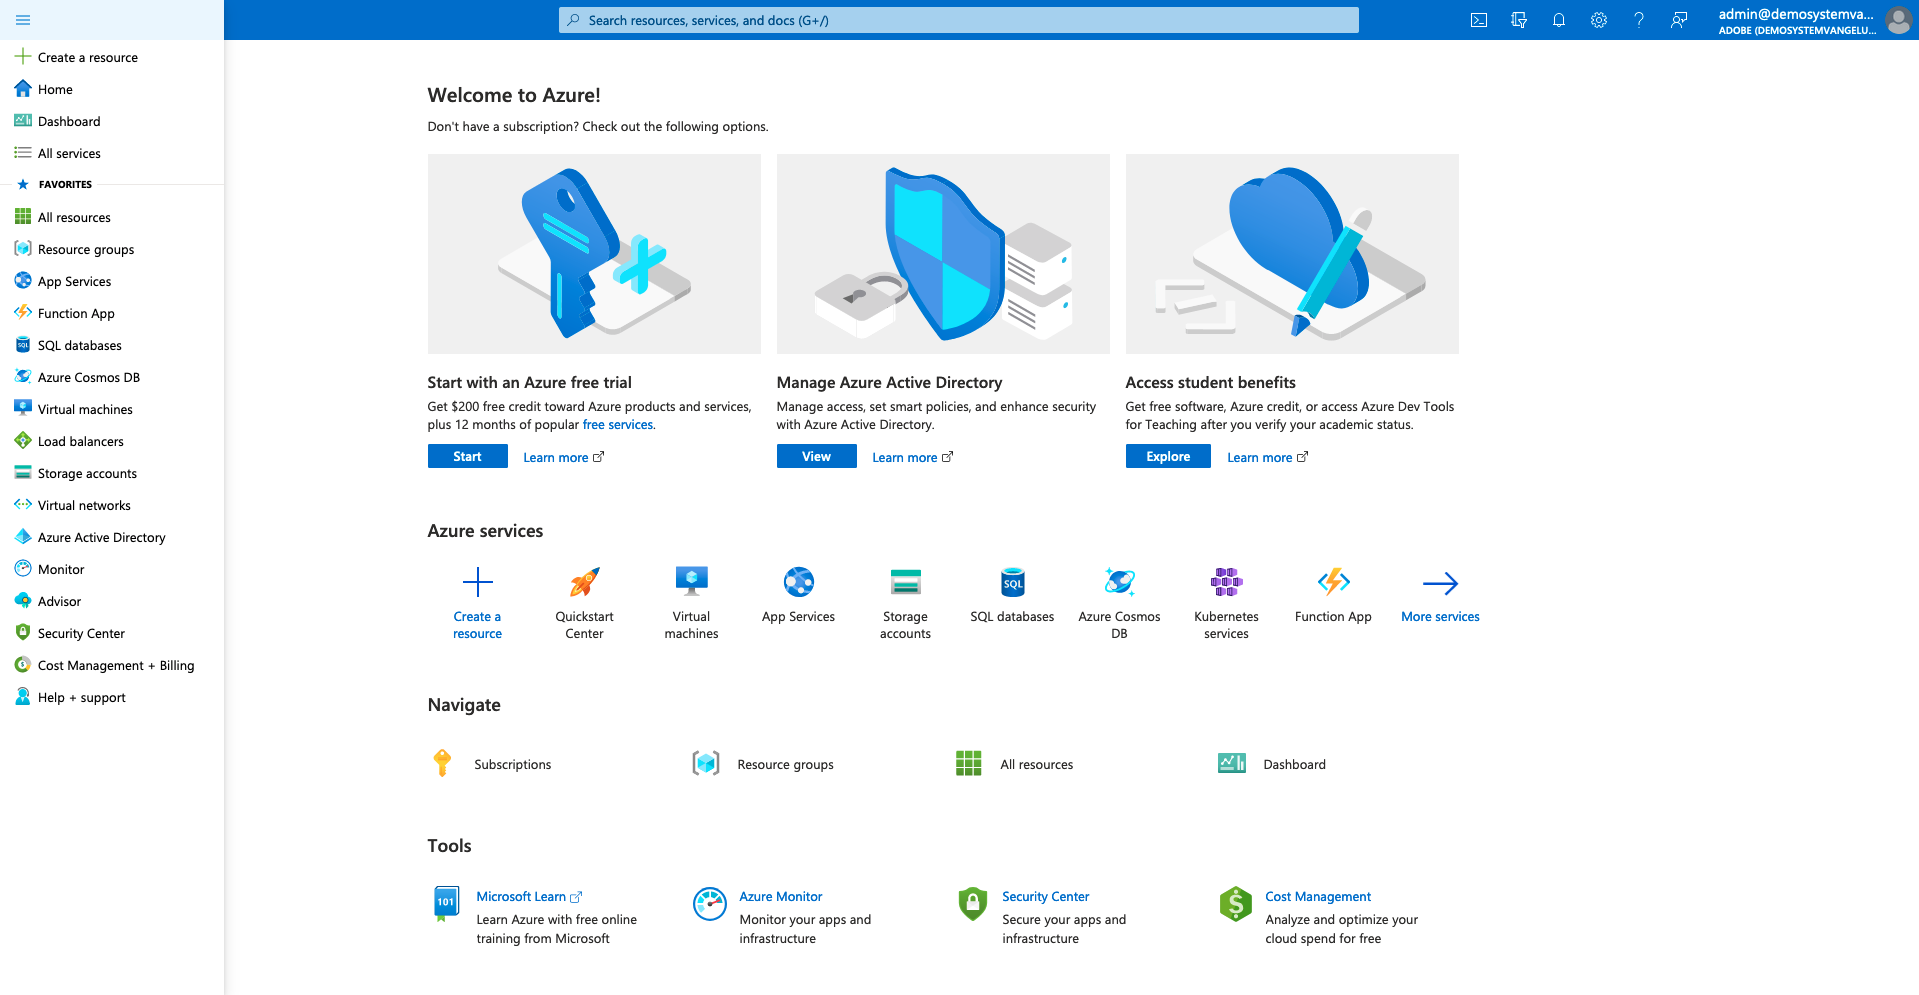 Search resources, services, and docs (G+/)
admin@demosystemva...
ADOBE (DEMOSYSTEMVANGELU...
Create a resource
Home
Dashboard
All services
FAVORITES
All resources
Resource groups
App Services
Function App
SQL databases
Azure Cosmos DB
Virtual machines
Load balancers
Storage accounts
Virtual networks
Azure Active Directory
Monitor
Advisor
Security Center
Cost Management + Billing
Help + support
Welcome to Azure!
Don't have a subscription? Check out the following options.
Start with an Azure free trial
Get $200 free credit toward Azure products and services,
plus 12 months of popular free services.
Start
Learn more
Manage Azure Active Directory
Manage access, set smart policies, and enhance security
with Azure Active Directory.
View
Learn more
Access student benefits
Get free software, Azure credit, or access Azure Dev Tools
for Teaching after you verify your academic status.
Explore
Learn more
Azure services
Create a
resource
Quickstart
Center
Virtual
machines
App Services
Storage
accounts
SQL
SQL databases
Azure Cosmos
DB
Kubernetes
services
Function App
More services
Navigate
Subscriptions
Resource groups
All resources
Dashboard
Tools
101
Microsoft Learn
Learn Azure with free online
training from Microsoft
Azure Monitor
Monitor your apps and
infrastructure
Security Center
Secure your apps and
infrastructure
Cost Management
Analyze and optimize your
cloud spend for free